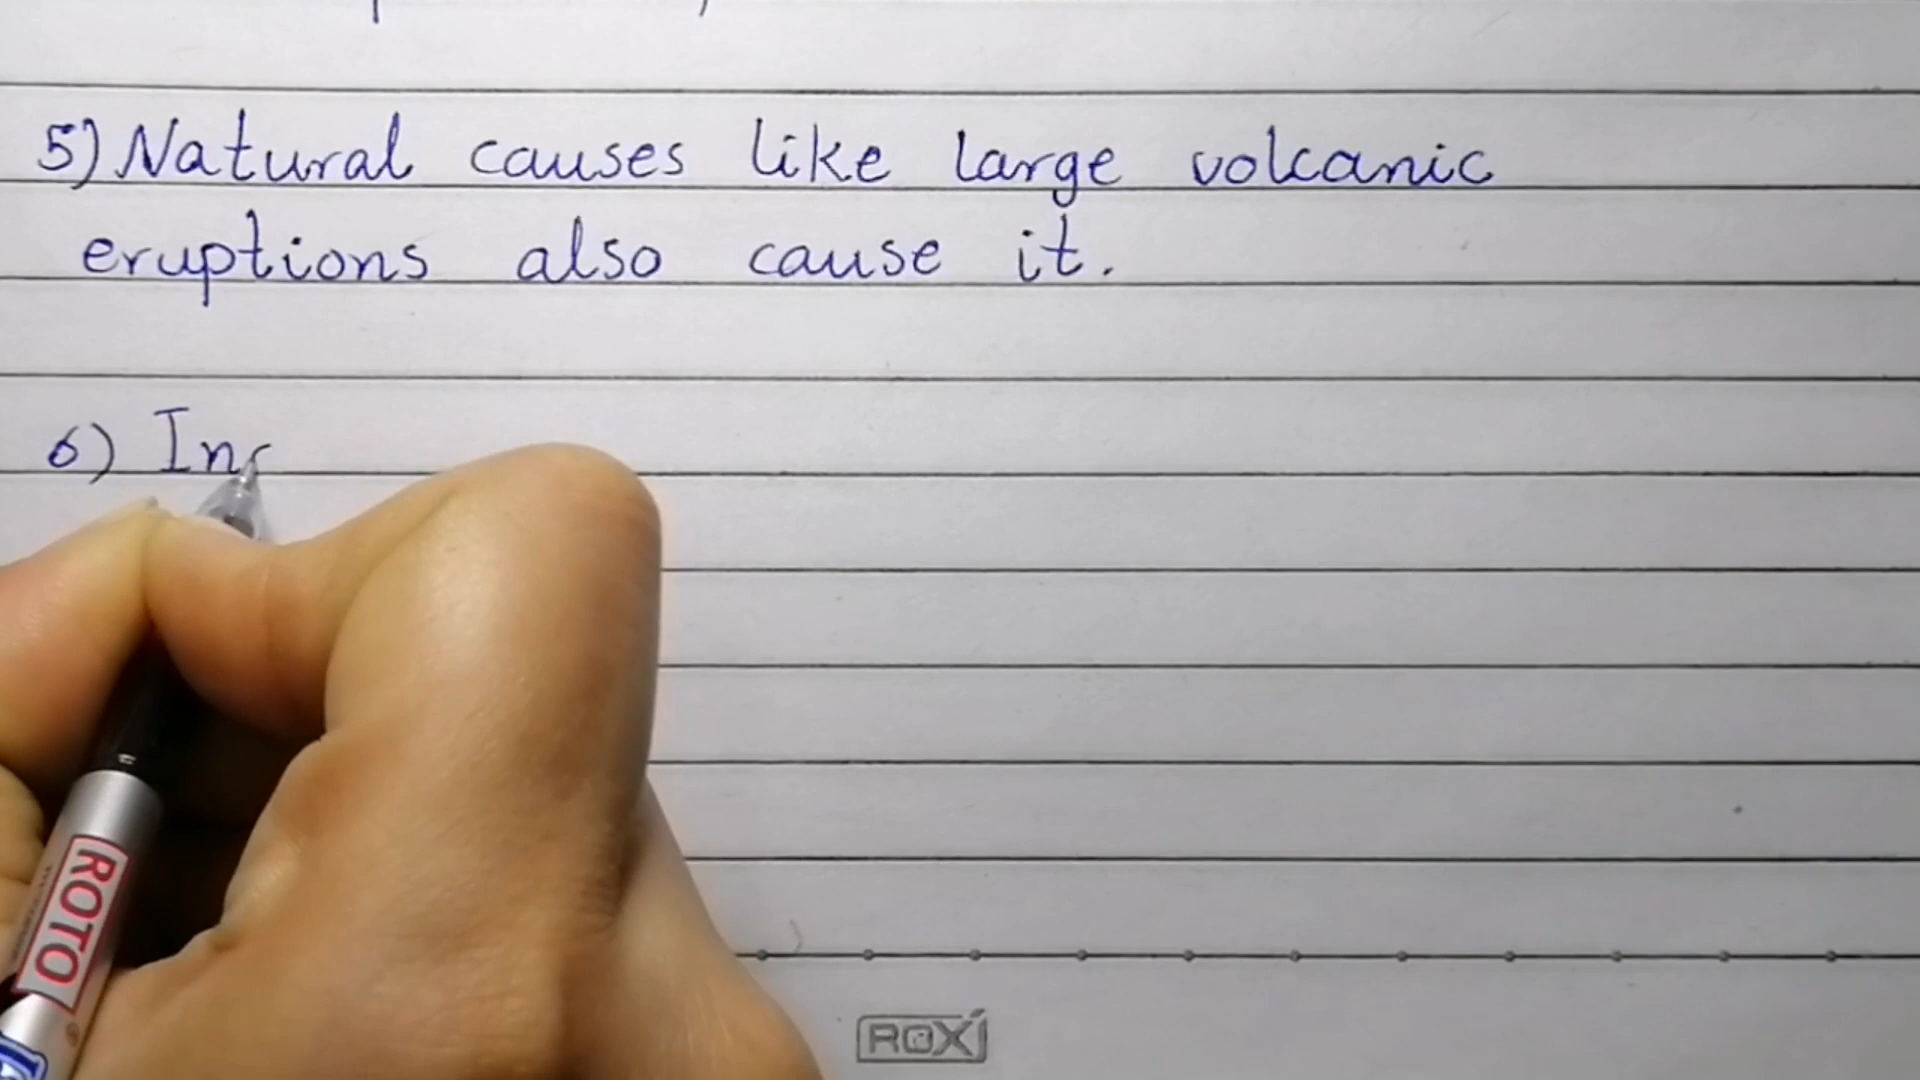 5) Natural causes like large volcanic
eruptions also cause it.
6) In
ROTO
ROXI